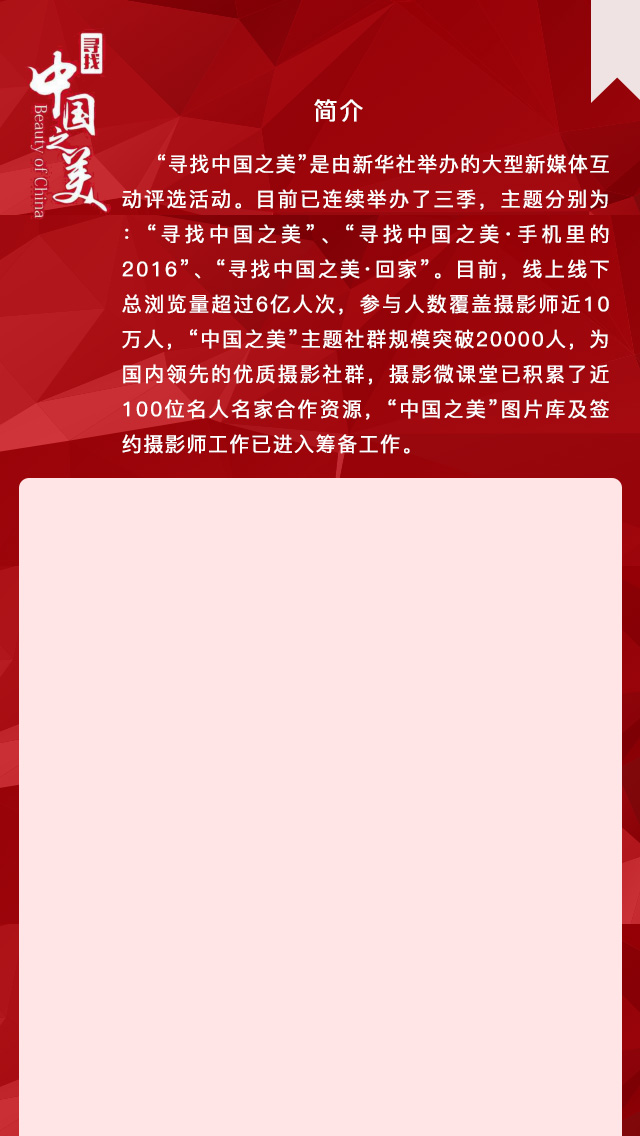 寻找
中国之美
Beauty of China
简介
“寻找中国之美”是由新华社举办的大型新媒体互
动评选活动。目前已连续举办了三季，主题分别为
：“寻找中国之美”、“寻找中国之美·手机里的
2016”、“寻找中国之美·回家”。目前，线上线下
总浏览量超过6亿人次，参与人数覆盖摄影师近10
万人，“中国之美”主题社群规模突破20000人，为
国内领先的优质摄影社群，摄影微课堂已积累了近
100位名人名家合作资源，“中国之美”图片库及签
约摄影师工作已进入筹备工作。